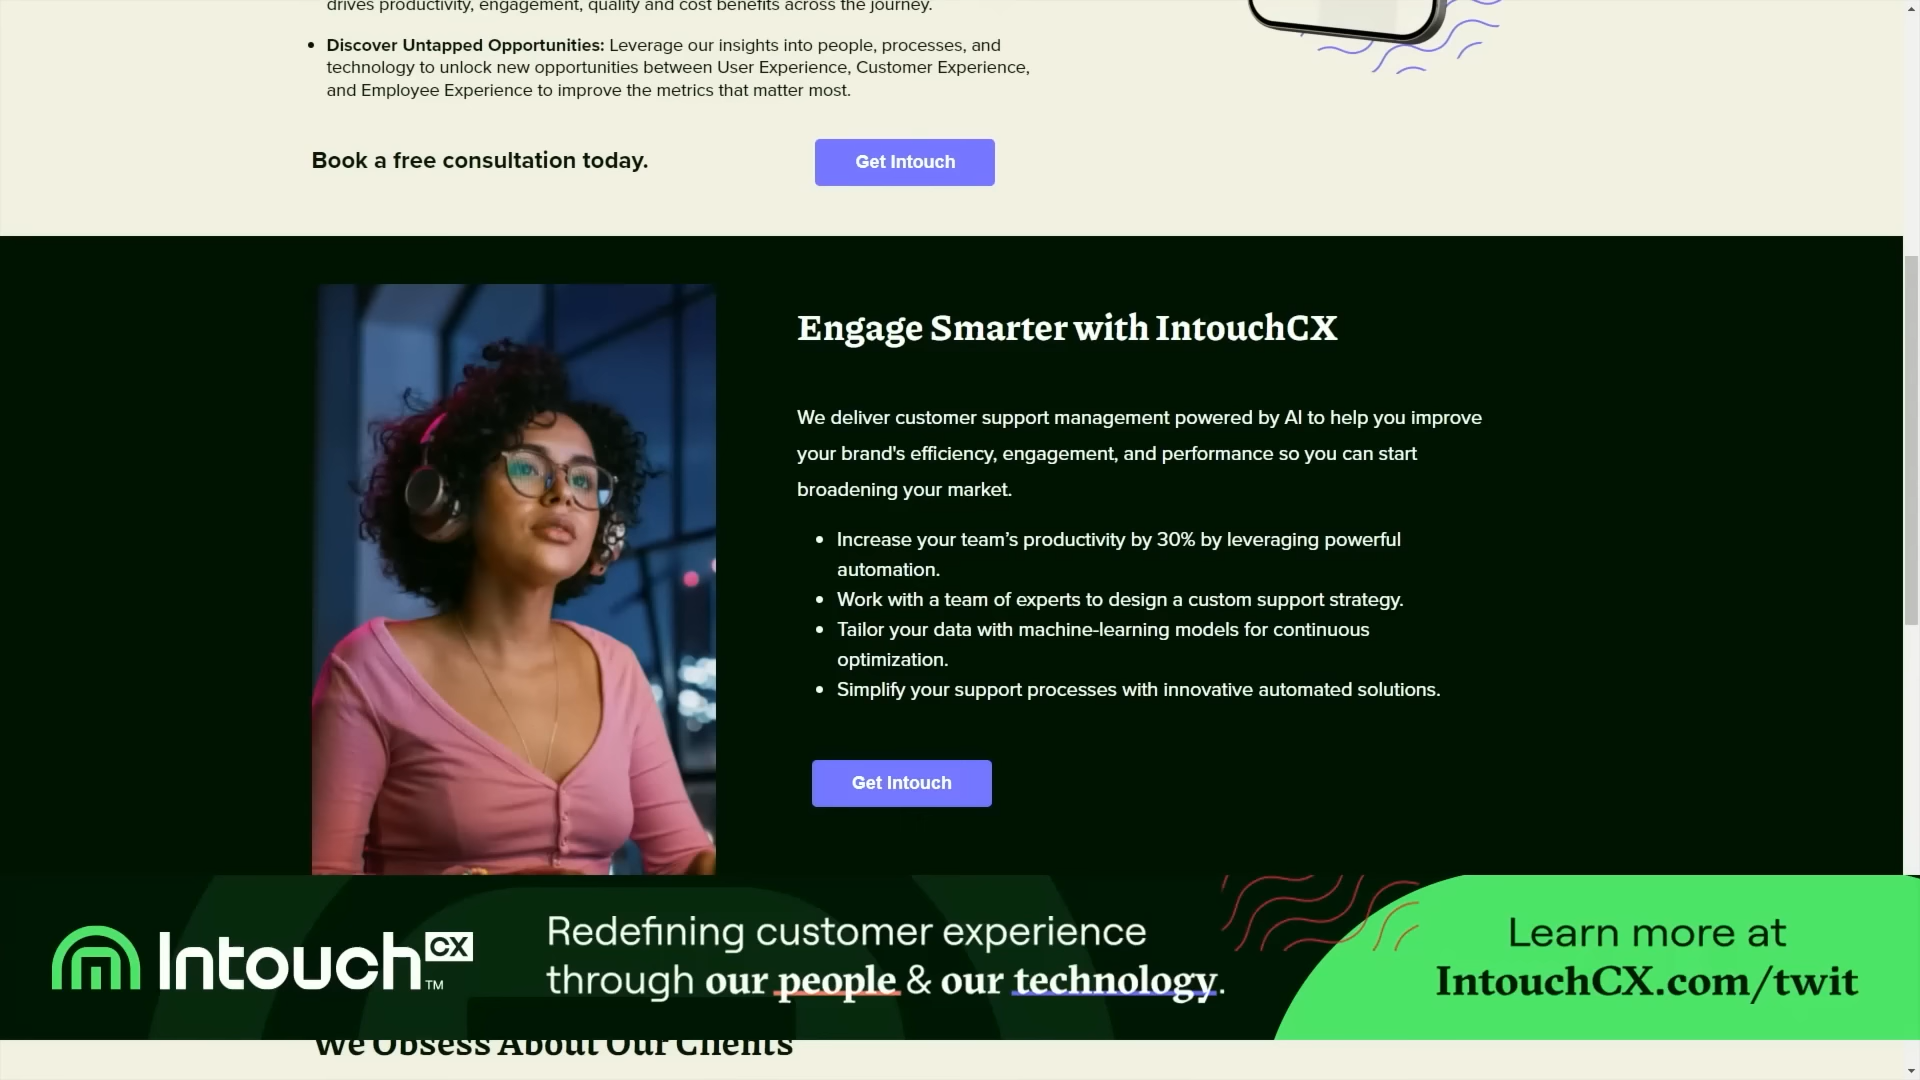 drives productivity, engagement, quality and cost benefits across the journey.
• Discover Untapped Opportunities: Leverage our insights into people, processes, and
technology to unlock new opportunities between User Experience, Customer Experience,
and Employee Experience to improve the metrics that matter most.
Book a free consultation today.
Get Intouch
Engage Smarter with IntouchCX
We deliver customer support management powered by AI to help you improve
your brand's efficiency, engagement, and performance so you can start
broadening your market.
• Increase your team’s productivity by 30% by leveraging powerful
automation.
• Work with a team of experts to design a custom support strategy.
• Tailor your data with machine-learning models for continuous
optimization.
• Simplify your support processes with innovative automated solutions.
Get Intouch
Intouch CX ™
Redefining customer experience
through our people & our technology.
Learn more at
IntouchCX.com/twit
We Obsess About Our Clients